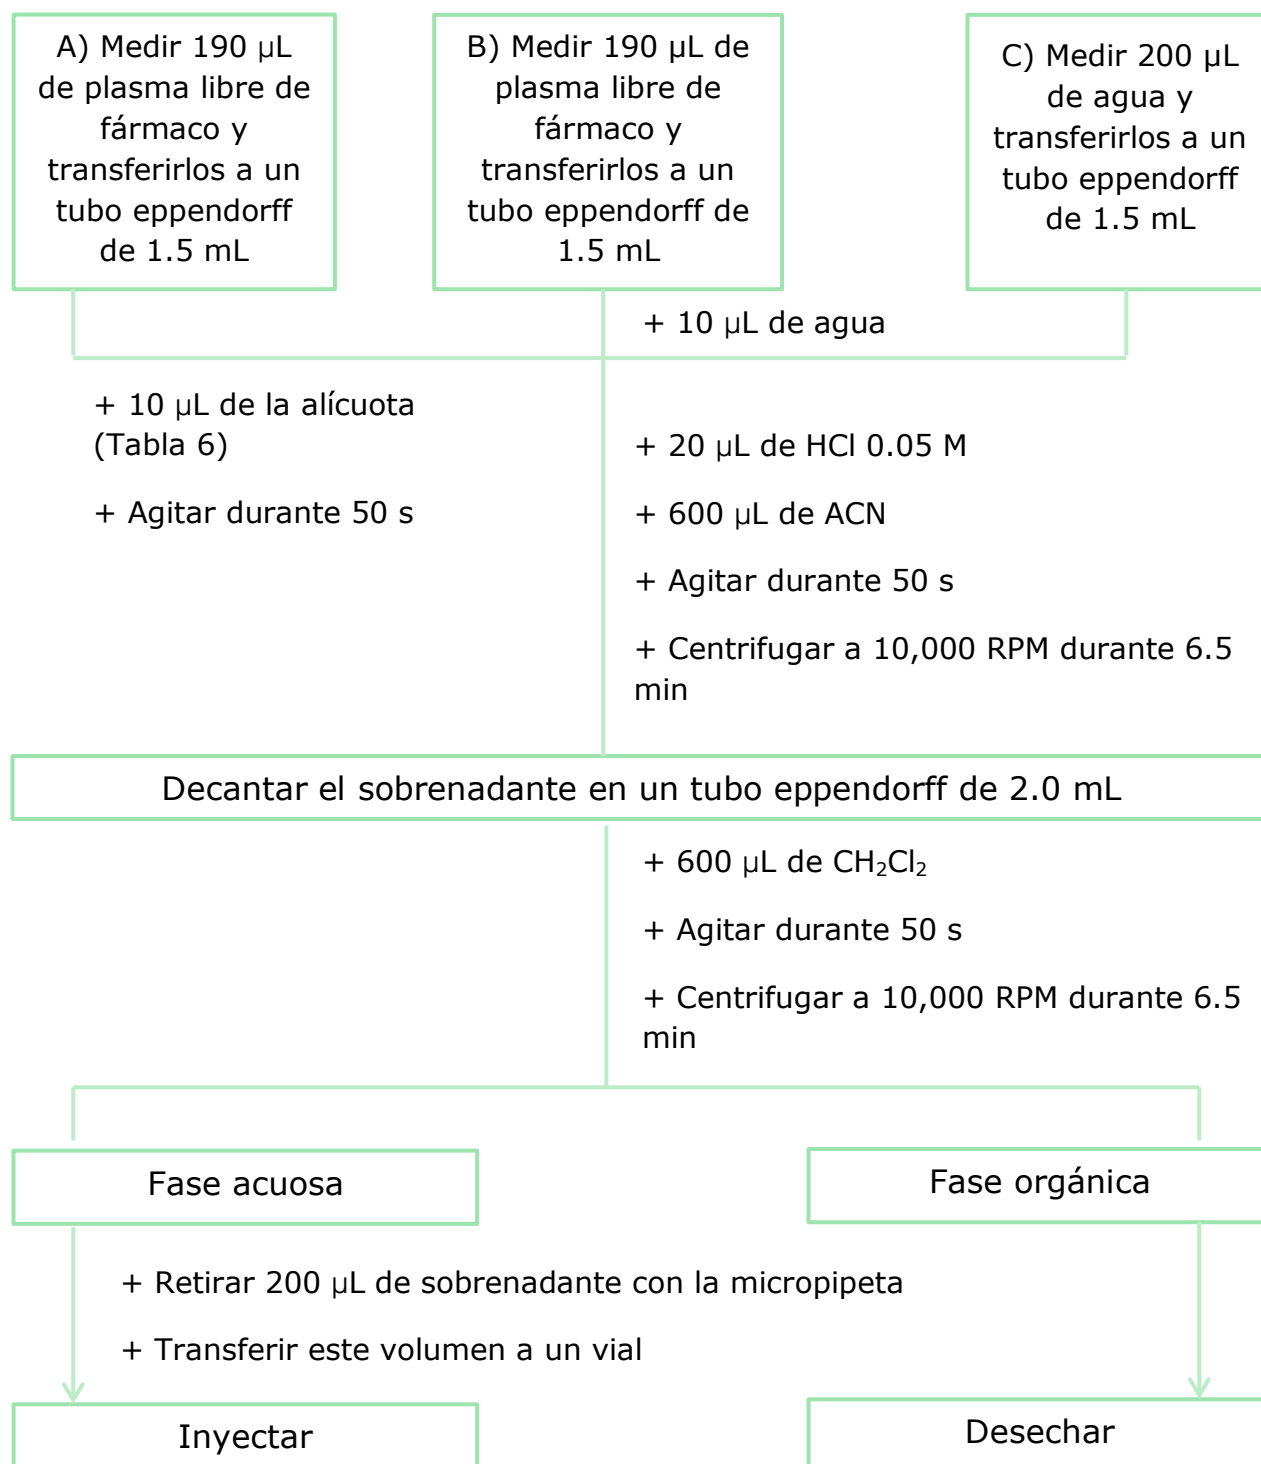 A) Medir 190 µL
de plasma libre de
fármaco y
transferirlos a un
tubo eppendorff
de 1.5 mL
B) Medir 190 µL de
plasma libre de
fármaco y
transferirlos a un
tubo eppendorff de
1.5 mL
C) Medir 200 µL
de agua y
transferirlos a un
tubo eppendorff
de 1.5 mL
+ 10 µL de agua
+ 10 µL de la alícuota
(Tabla 6)
+ Agitar durante 50 s
+ 20 µL de HCl 0.05 M
+ 600 µL de ACN
+ Agitar durante 50 s
+ Centrifugar a 10,000 RPM durante 6.5
min
Decantar el sobrenadante en un tubo eppendorff de 2.0 mL
+ 600 µL de CH₂Cl₂
+ Agitar durante 50 s
+ Centrifugar a 10,000 RPM durante 6.5
min
Fase acuosa
Fase orgánica
+ Retirar 200 µL de sobrenadante con la micropipeta
+ Transferir este volumen a un vial
Inyectar
Desechar